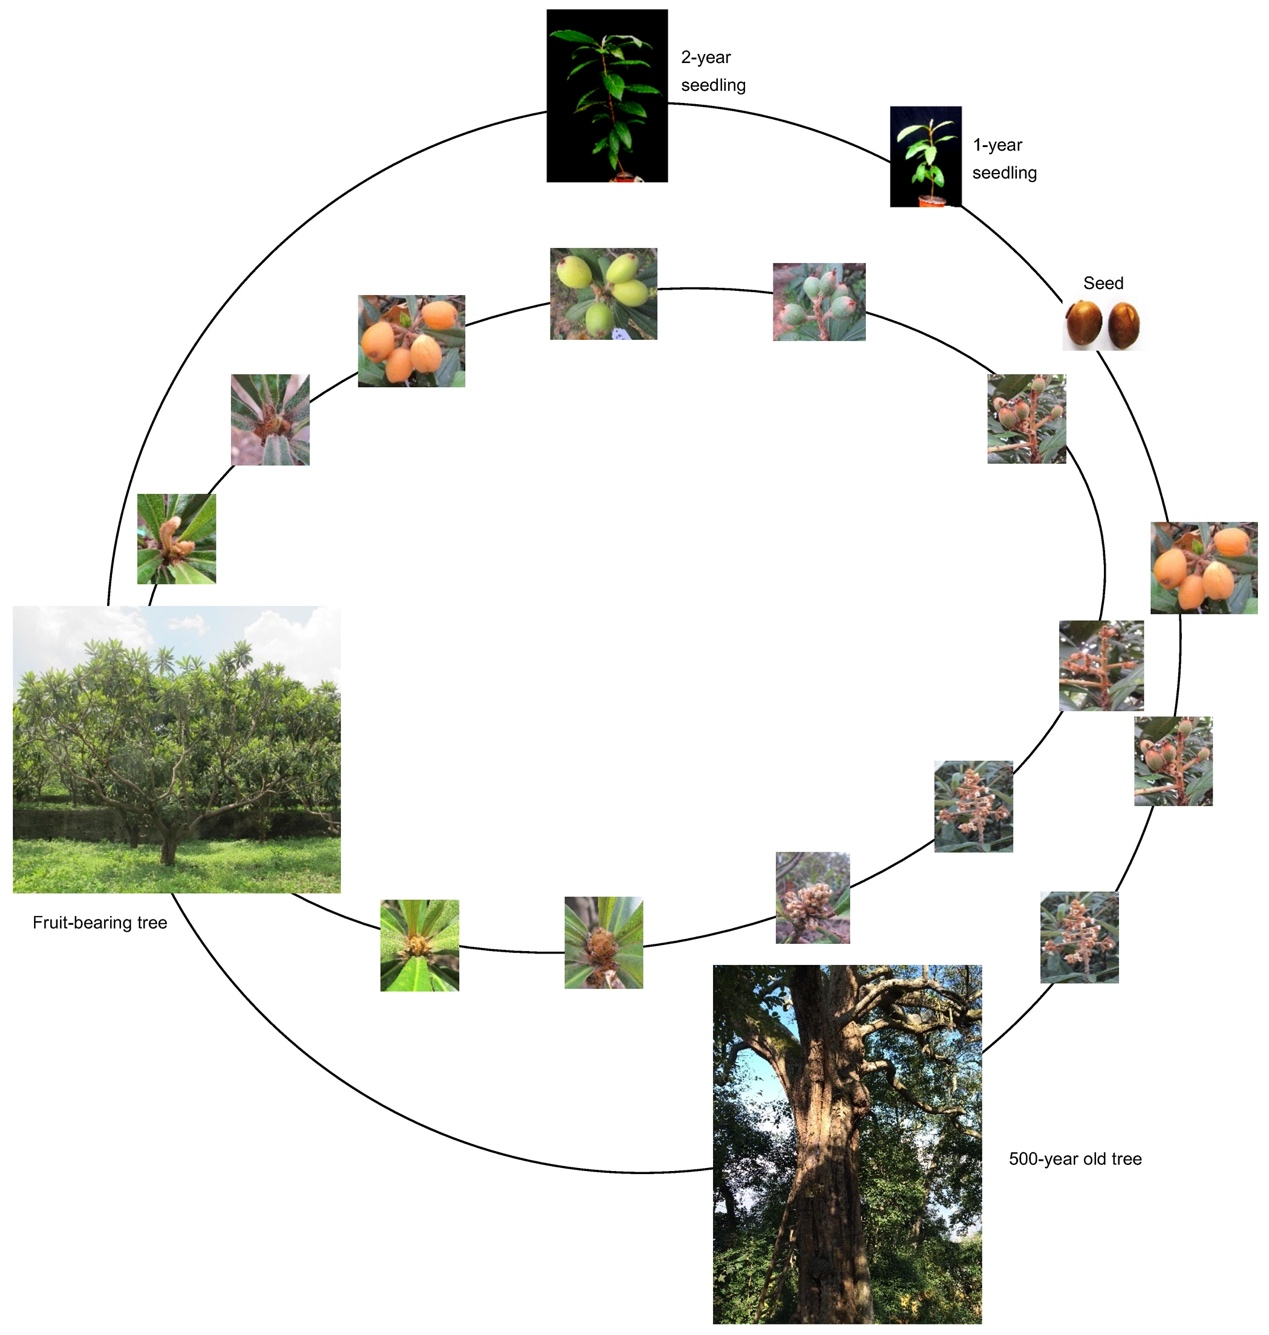 2-year
seedling
1-year
seedling
Seed
Fruit-bearing tree
500-year old tree